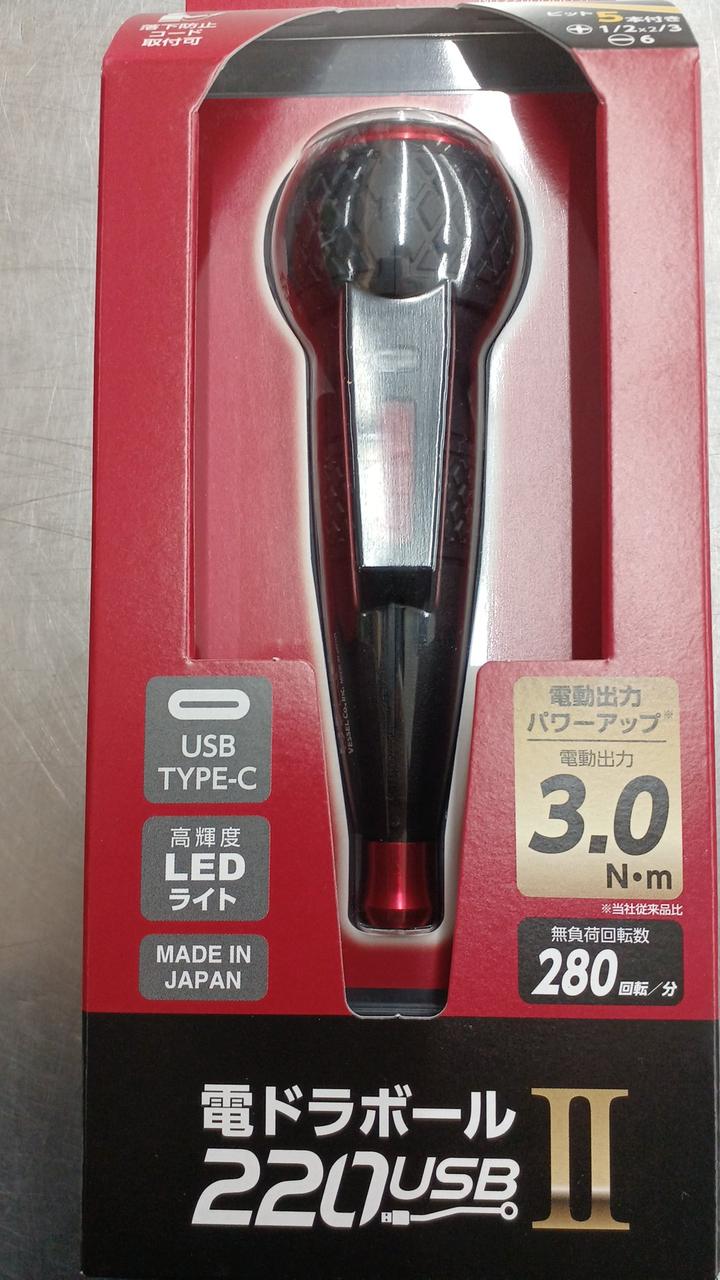 落下防止
コード
取付可
ビット5本付き
⊕1/2×2/3
⊖6
VESSEL CO., INC.
USB
TYPE-C
高輝度
LED
ライト
MADE IN
JAPAN
電動出力
パワーアップ※
電動出力
3.0
N・m
※当社従来品比
無負荷回転数
280回転/分
電ドラボール
220USB
II